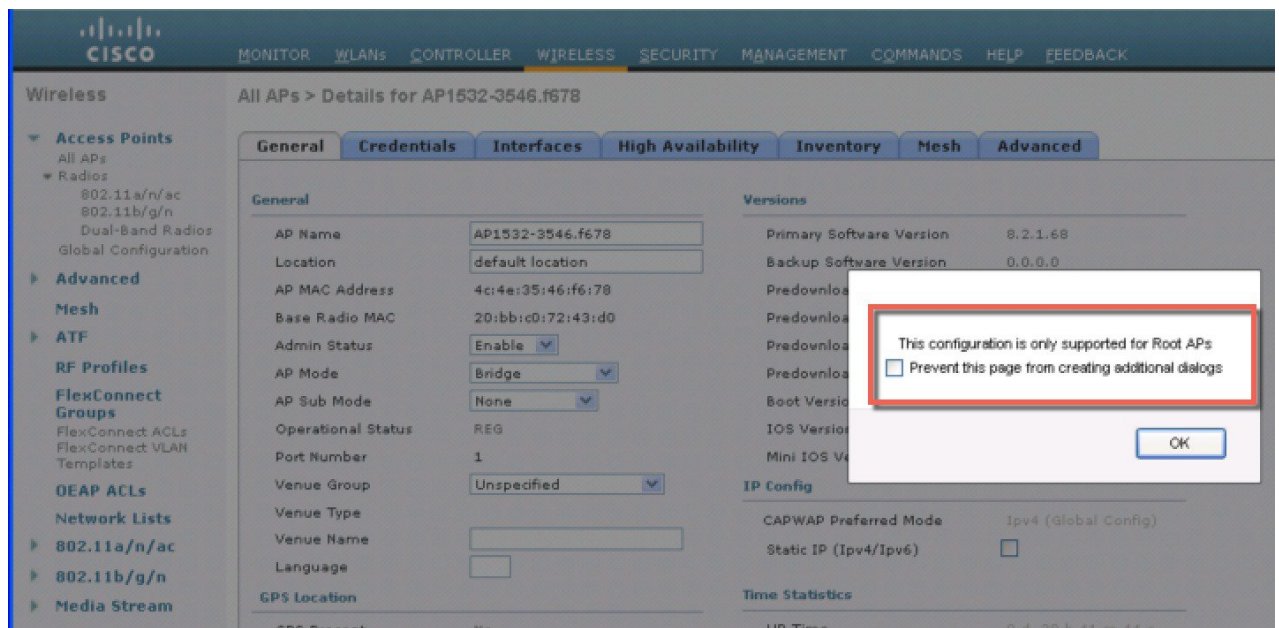 CISCO
MONITOR WLANs CONTROLLER WIRELESS SECURITY MANAGEMENT COMMANDS HELP FEEDBACK
Wireless
Access Points
All APs
Radios
802.11a/n/ac
802.11b/g/n
Dual-Band Radios
Global Configuration
Advanced
Mesh
ATF
RF Profiles
FlexConnect
Groups
FlexConnect ACLs
FlexConnect VLAN
Templates
OEAP ACLs
Network Lists
802.11a/n/ac
802.11b/g/n
Media Stream
All APs > Details for AP1532-3546.f678
General Credentials Interfaces High Availability Inventory Mesh Advanced
General
AP Name AP1532-3546.f678
Location default location
AP MAC Address 4c:4e:35:46:f6:78
Base Radio MAC 20:bb:c0:72:43:d0
Admin Status Enable
AP Mode Bridge
AP Sub Mode None
Operational Status REG
Port Number 1
Venue Group Unspecified
Venue Type
Venue Name
Language
GPS Location
Versions
Primary Software Version 8.2.1.68
Backup Software Version 0.0.0.0
Predownloa
Predownloa
Predownloa
Predownloa
Boot Versio
IOS Version
Mini IOS Ve
This configuration is only supported for Root APs
Prevent this page from creating additional dialogs
OK
IP Config
CAPWAP Preferred Mode Ipv4 (Global Config)
Static IP (Ipv4/Ipv6)
Time Statistics